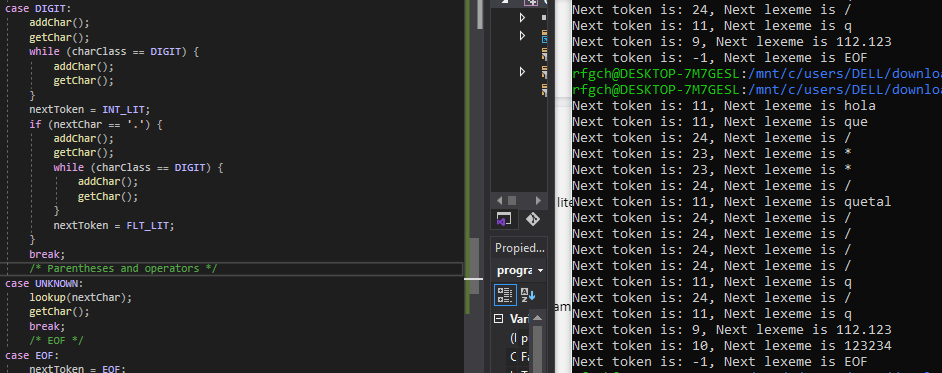 case DIGIT:
addChar();
getChar();
while (charClass == DIGIT) {
addChar();
getChar();
}
nextToken = INT_LIT;
if (nextChar == '.') {
addChar();
getChar();
while (charClass == DIGIT) {
addChar();
getChar();
}
nextToken = FLT_LIT;
}
break;
/* Parentheses and operators */
case UNKNOWN:
lookup(nextChar);
getChar();
break;
/* EOF */
case EOF:
nextToken = EOF;
Propied...
progra
Var
(I
p
C
Fa
lite
am
Next token is: 24, Next lexeme is /
Next token is: 11, Next lexeme is q
Next token is: 9, Next lexeme is 112.123
Next token is: -1, Next lexeme is EOF
rfgch@DESKTOP-7M7GESL:/mnt/c/users/DELL/downloa
rfgch@DESKTOP-7M7GESL:/mnt/c/users/DELL/downloa
Next token is: 11, Next lexeme is hola
Next token is: 11, Next lexeme is que
Next token is: 24, Next lexeme is /
Next token is: 23, Next lexeme is *
Next token is: 23, Next lexeme is *
Next token is: 24, Next lexeme is /
Next token is: 11, Next lexeme is quetal
Next token is: 24, Next lexeme is /
Next token is: 24, Next lexeme is /
Next token is: 24, Next lexeme is /
Next token is: 24, Next lexeme is /
Next token is: 11, Next lexeme is q
Next token is: 24, Next lexeme is /
Next token is: 11, Next lexeme is q
Next token is: 9, Next lexeme is 112.123
Next token is: 10, Next lexeme is 123234
Next token is: -1, Next lexeme is EOF